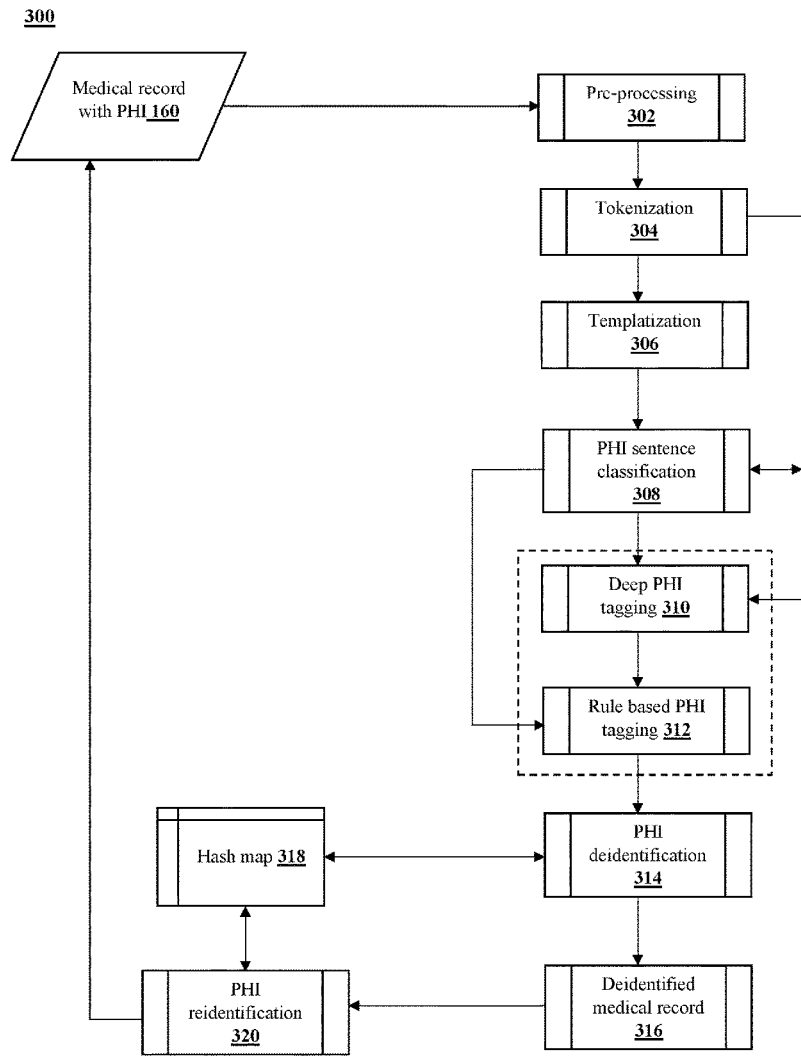 300
Medical record
with PHI 160
Pre-processing
302
Tokenization
304
Templatization
306
PHI sentence
classification
308
Deep PHI
tagging 310
Rule based PHI
tagging 312
Hash map 318
PHI
deidentification
314
PHI
reidentification
320
Deidentified
medical record
316